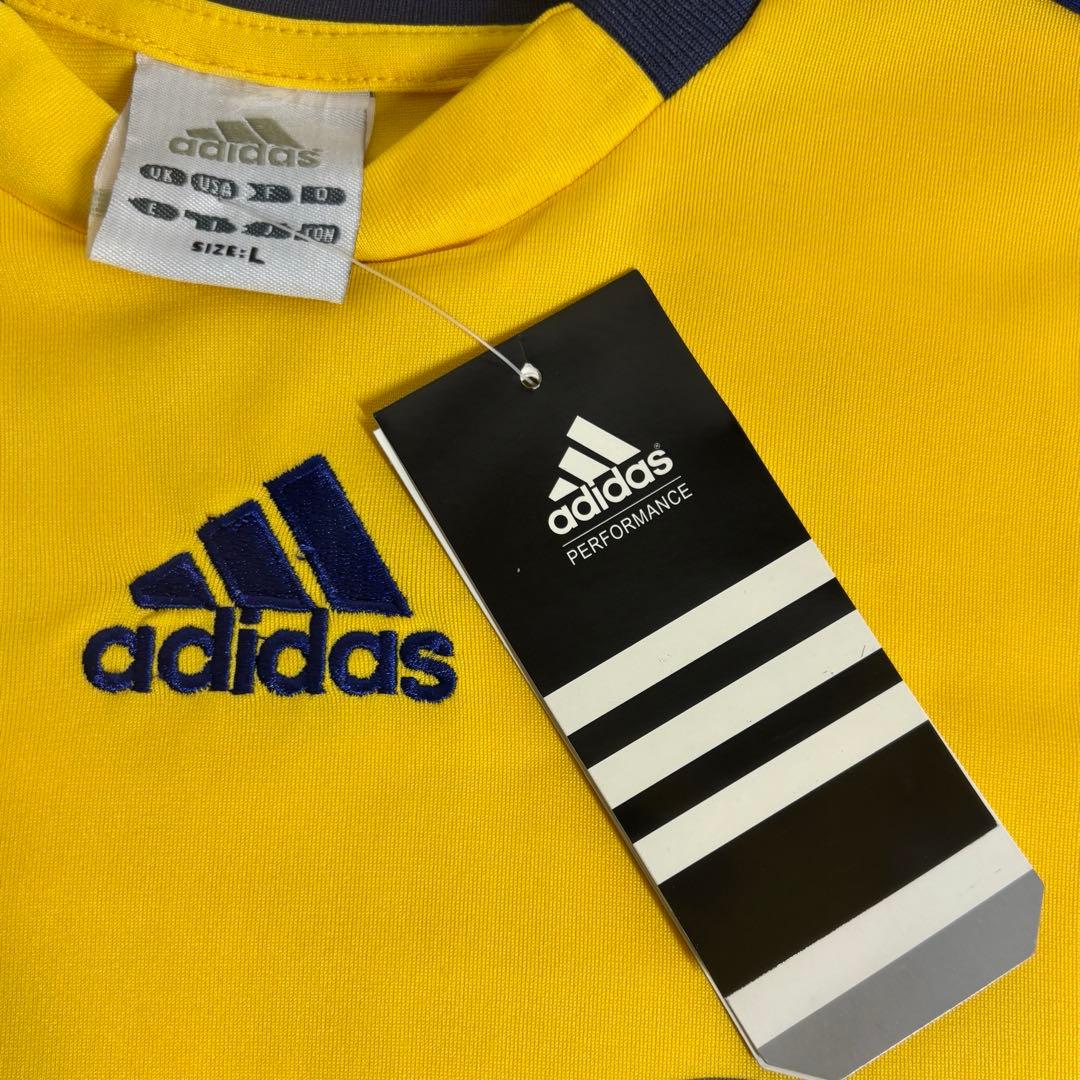 adidas
UK USA F D
E
SIZE: L
adidas®
PERFORMANCE
adidas